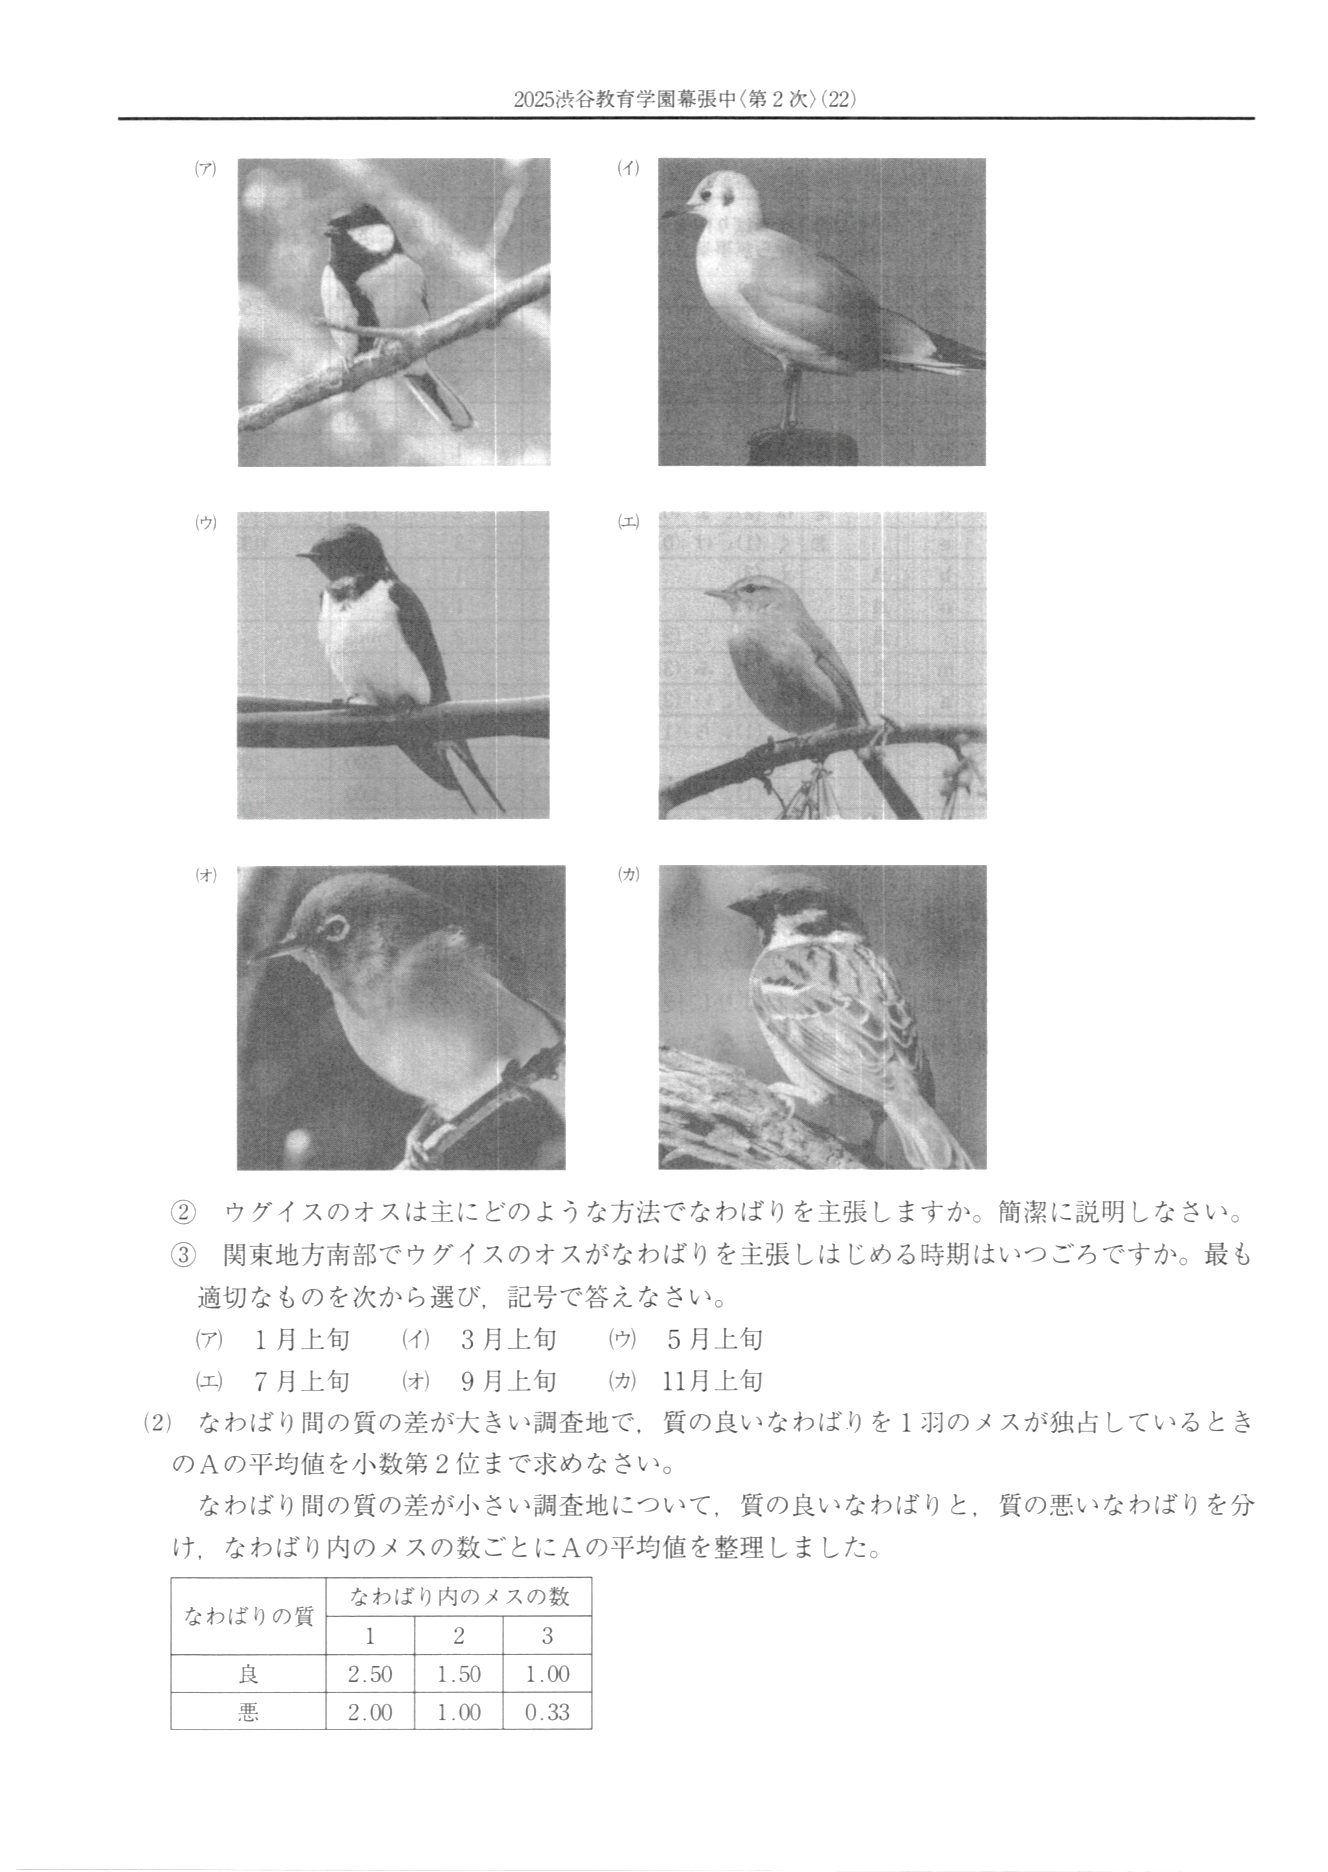 2025渋谷教育学園幕張中〈第2次〉(22)
(ア)
(イ)
(ウ)
(エ)
(オ)
(カ)
② ウグイスのオスは主にどのような方法でなわばりを主張しますか。簡潔に説明しなさい。
③ 関東地方南部でウグイスのオスがなわばりを主張しはじめる時期はいつごろですか。最も
適切なものを次から選び，記号で答えなさい。
(ア) 1月上旬 (イ) 3月上旬 (ウ) 5月上旬
(エ) 7月上旬 (オ) 9月上旬 (カ) 11月上旬
(2) なわばり間の質の差が大きい調査地で，質の良いなわばりを1羽のメスが独占しているとき
のAの平均値を小数第2位まで求めなさい。
なわばり間の質の差が小さい調査地について，質の良いなわばりと，質の悪いなわばりを分
け，なわばり内のメスの数ごとにAの平均値を整理しました。
なわばりの質 なわばり内のメスの数
1 2 3
良 2.50 1.50 1.00
悪 2.00 1.00 0.33